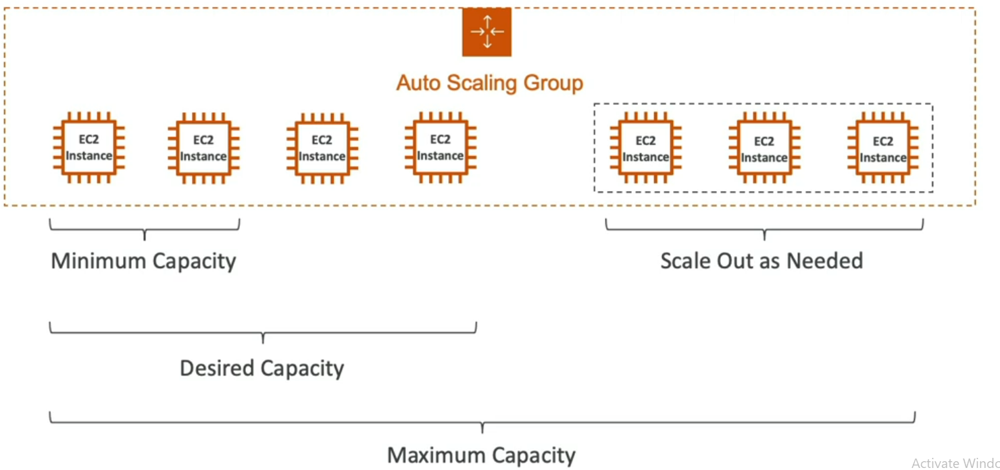 Auto Scaling Group
EC2
Instance
EC2
Instance
EC2
Instance
EC2
Instance
EC2
Instance
EC2
Instance
EC2
Instance
Minimum Capacity
Scale Out as Needed
Desired Capacity
Maximum Capacity
Activate